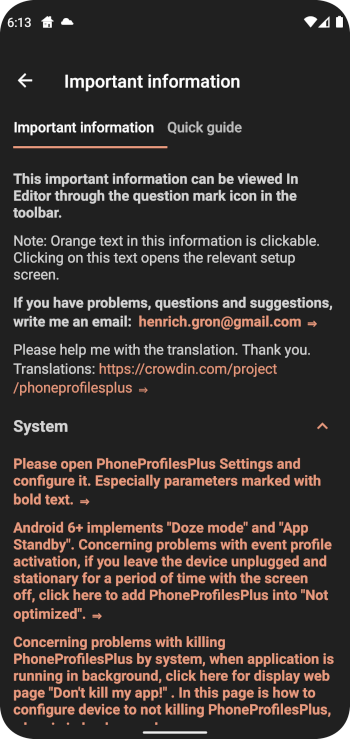 6:13
Important information
Important information Quick guide
This important information can be viewed In
Editor through the question mark icon in the
toolbar.
Note: Orange text in this information is clickable.
Clicking on this text opens the relevant setup
screen.
If you have problems, questions and suggestions,
write me an email: henrich.gron@gmail.com ⇒
Please help me with the translation. Thank you.
Translations: https://crowdin.com/project
/phoneprofilesplus ⇒
System
Please open PhoneProfilesPlus Settings and
configure it. Especially parameters marked with
bold text. ⇒
Android 6+ implements "Doze mode" and "App
Standby". Concerning problems with event profile
activation, if you leave the device unplugged and
stationary for a period of time with the screen
off, click here to add PhoneProfilesPlus into "Not
optimized". ⇒
Concerning problems with killing
PhoneProfilesPlus by system, when application is
running in background, click here for display web
page "Don't kill my app!" . In this page is how to
configure device to not killing PhoneProfilesPlus,